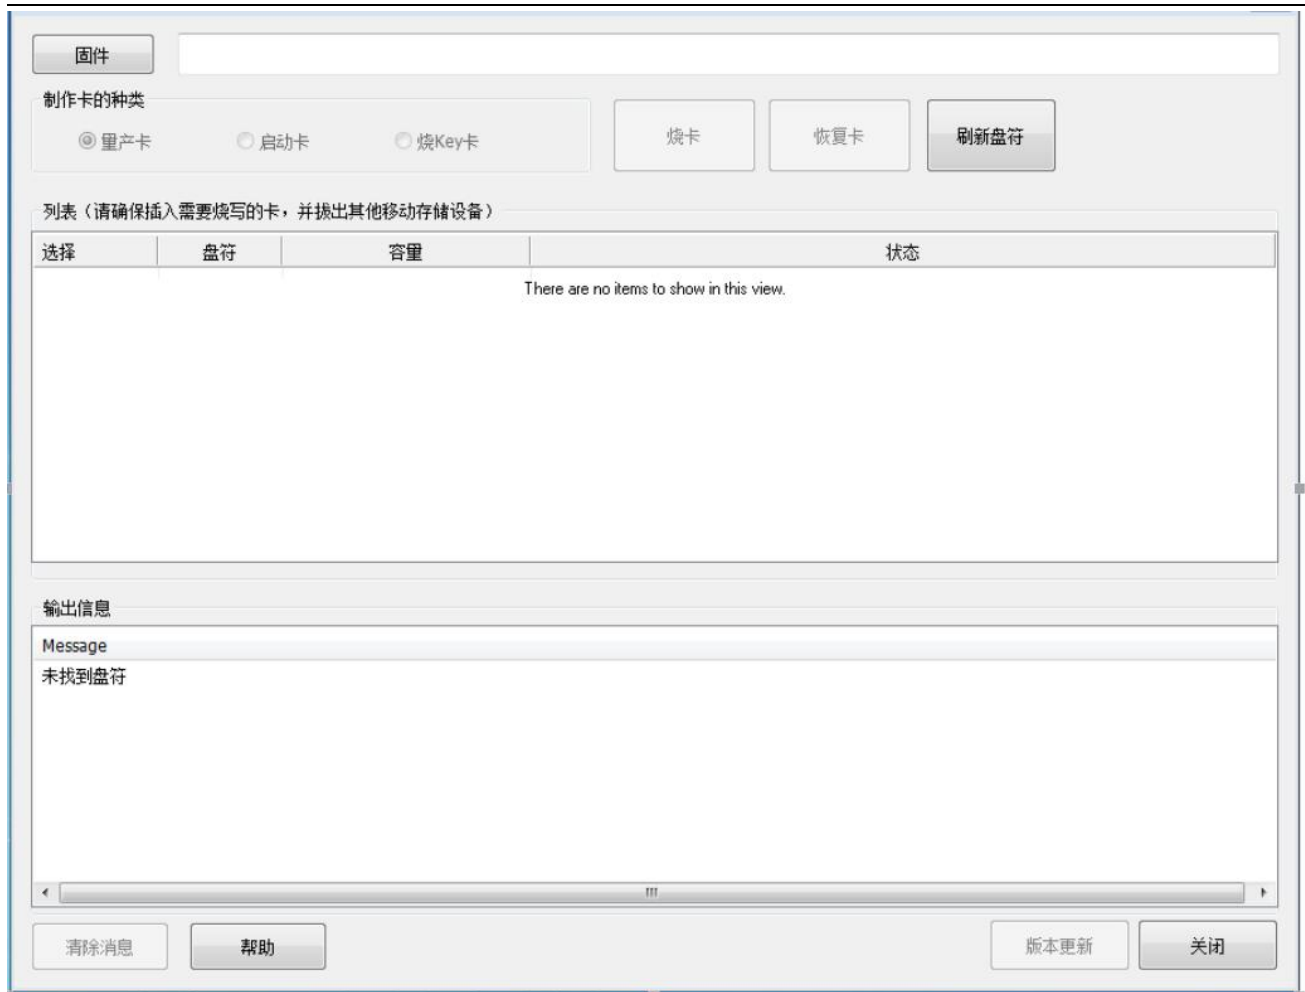 固件
制作卡的种类
量产卡 启动卡 烧Key卡 烧卡 恢复卡 刷新盘符
列表（请确保插入需要烧写的卡，并拔出其他移动存储设备）
选择 盘符 容量 状态
There are no items to show in this view.
输出信息
Message
未找到盘符
清除消息 帮助 版本更新 关闭